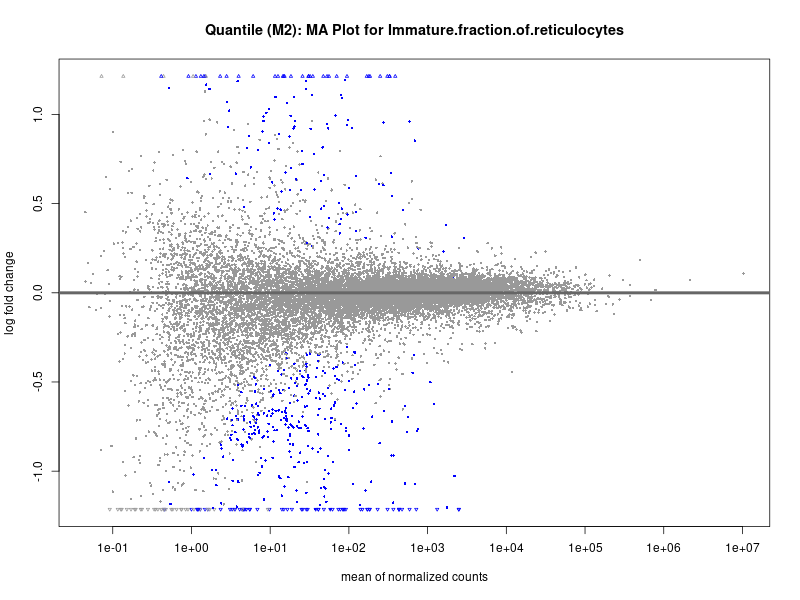 Quantile (M2): MA Plot for Immature.fraction.of.reticulocytes
log fold change
1.0
0.5
0.0
-0.5
-1.0
1e-01 1e+00 1e+01 1e+02 1e+03 1e+04 1e+05 1e+06 1e+07
mean of normalized counts